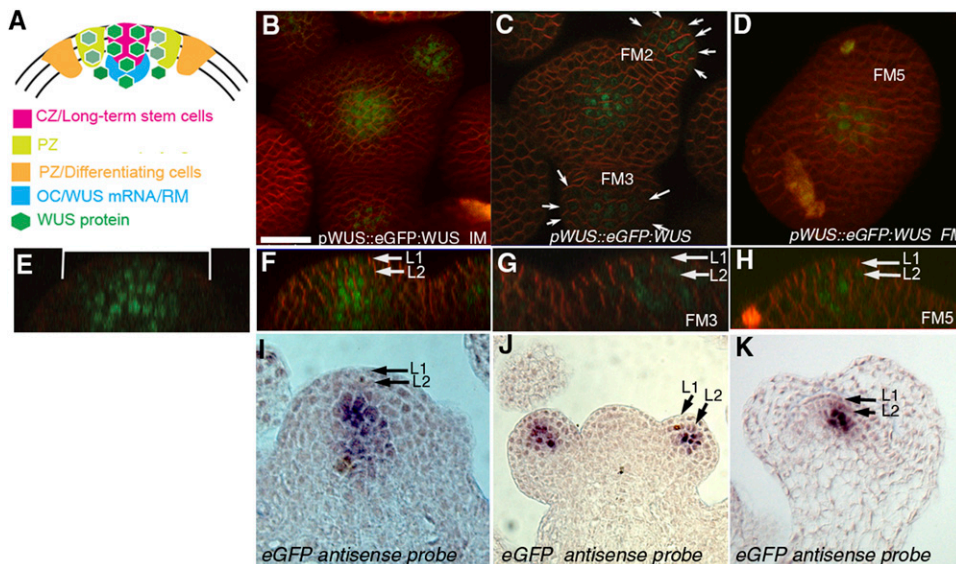 A
B
C
D
FM2
FM5
FM3
CZ/Long-term stem cells
PZ
PZ/Differentiating cells
OC/WUS mRNA/RM
WUS protein
pWUS::eGFP:WUS IM
pWUS::eGFP:WUS
pWUS::eGFP:WUS FM
E
F
L1
L2
G
L1
L2
FM3
H
L1
L2
FM5
I
L1
L2
eGFP antisense probe
J
L1
L2
eGFP antisense probe
K
L1
L2
eGFP antisense probe